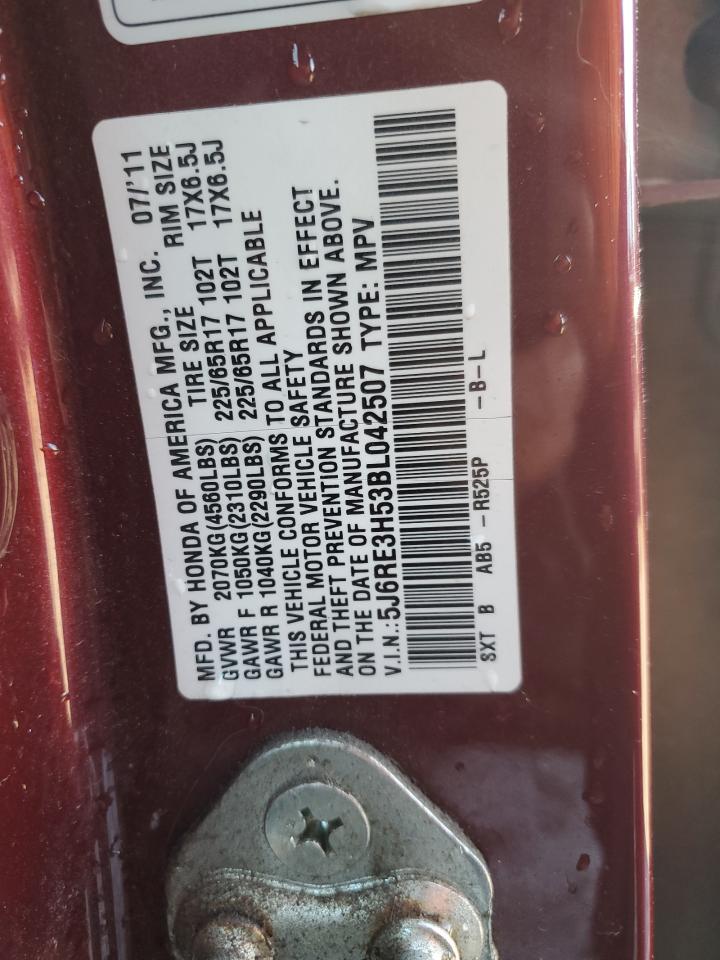 MFD. BY HONDA OF AMERICA MFG., INC. 07/'11
GVWR 2070KG(4560LBS) TIRE SIZE RIM SIZE
GAWR F 1050KG(2310LBS) 225/65R17 102T 17X6.5J
GAWR R 1040KG(2290LBS) 225/65R17 102T 17X6.5J
THIS VEHICLE CONFORMS TO ALL APPLICABLE
FEDERAL MOTOR VEHICLE SAFETY
AND THEFT PREVENTION STANDARDS IN EFFECT
ON THE DATE OF MANUFACTURE SHOWN ABOVE.
V.I.N.:5J6RE3H53BL042507 TYPE: MPV
SXT B AB5 -R525P -B-L